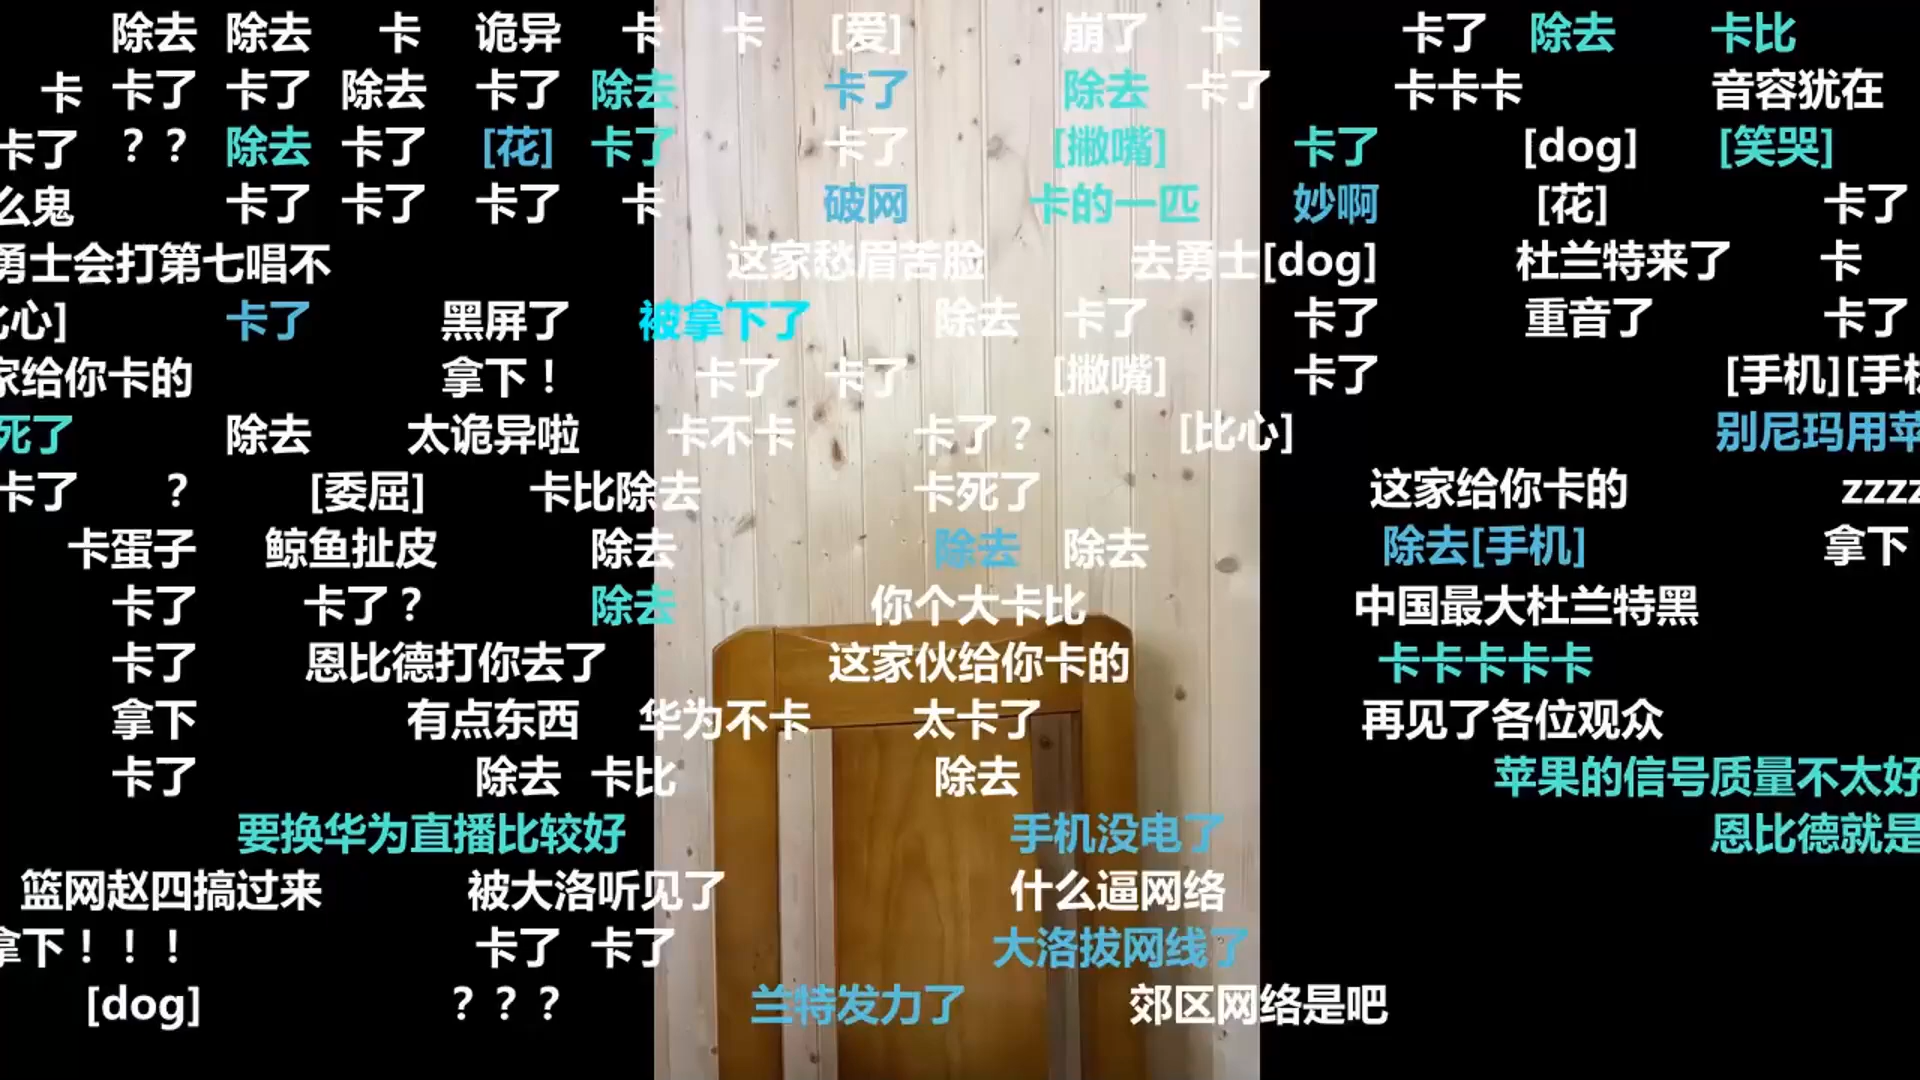 除去 除去 卡 诡异 卡 卡 [爱] 崩了 卡 卡了 除去 卡比
卡 卡了 卡了 除去 卡了 除去 卡了 除去 卡了 卡卡卡 音容犹在
卡了 ？？ 除去 卡了 [花] 卡了 卡了 [撇嘴] 卡了 [dog] [笑哭]
么鬼 卡了 卡了 卡了 卡 破网 卡的一匹 妙啊 [花] 卡了
勇士会打第七唱不 这家愁眉苦脸 去勇士[dog] 杜兰特来了 卡
比心] 卡了 黑屏了 被拿下了 除去 卡了 卡了 重音了 卡了
家给你卡的 拿下！ 卡了 卡了 [撇嘴] 卡了 [手机][手机
死了 除去 太诡异啦 卡不卡 卡了？ [比心] 别尼玛用苹
卡了 ？ [委屈] 卡比除去 卡死了 这家给你卡的 zzzz
卡蛋子 鲸鱼扯皮 除去 除去 除去 除去[手机] 拿下
卡了 卡了？ 除去 你个大卡比 中国最大杜兰特黑
卡了 恩比德打你去了 这家伙给你卡的 卡卡卡卡卡
拿下 有点东西 华为不卡 太卡了 再见了各位观众
卡了 除去 卡比 除去 苹果的信号质量不太好
要换华为直播比较好 手机没电了 恩比德就是
篮网赵四搞过来 被大洛听见了 什么逼网络
拿下！！！ 卡了 卡了 大洛拔网线了
[dog] ？？？ 兰特发力了 郊区网络是吧